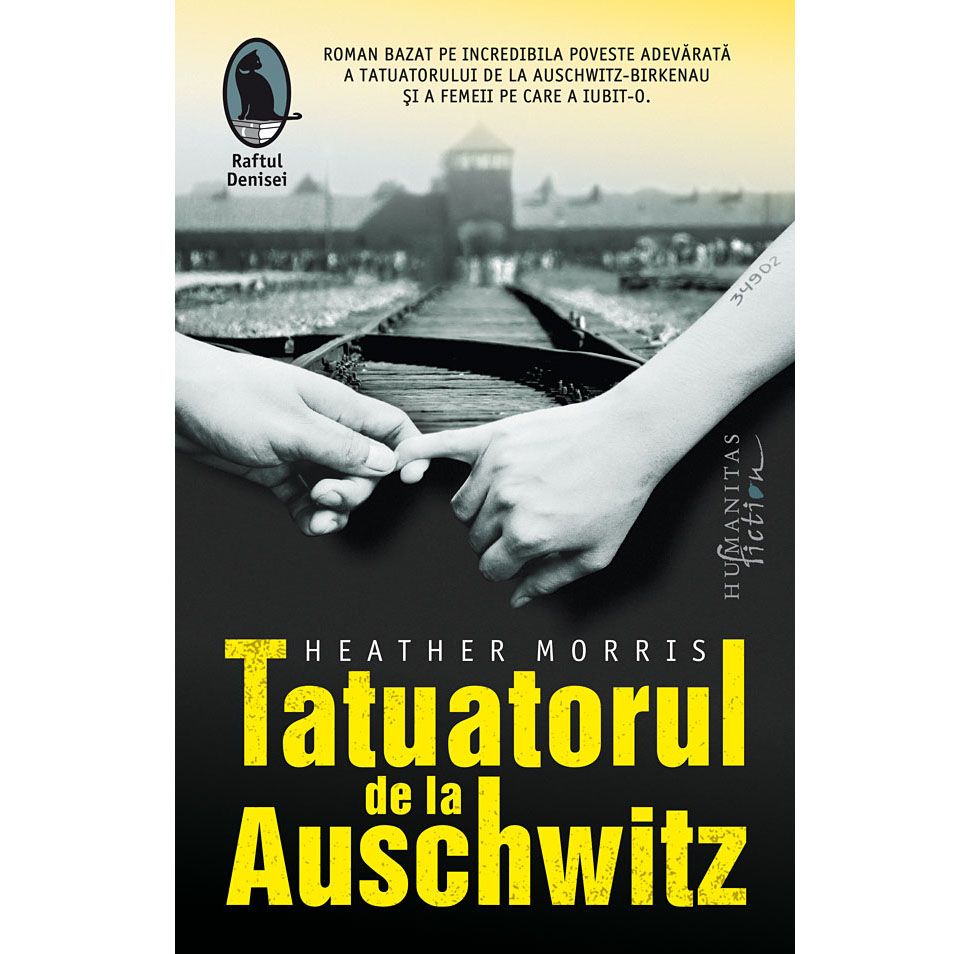 ROMAN BAZAT PE INCREDIBILA POVESTE ADEVĂRATĂ
A TATUATORULUI DE LA AUSCHWITZ-BIRKENAU
ŞI A FEMEII PE CARE A IUBIT-O.
Raftul
Denisei
34902
HUMANITAS
fiction
HEATHER MORRIS
Tatuatorul
de la
Auschwitz